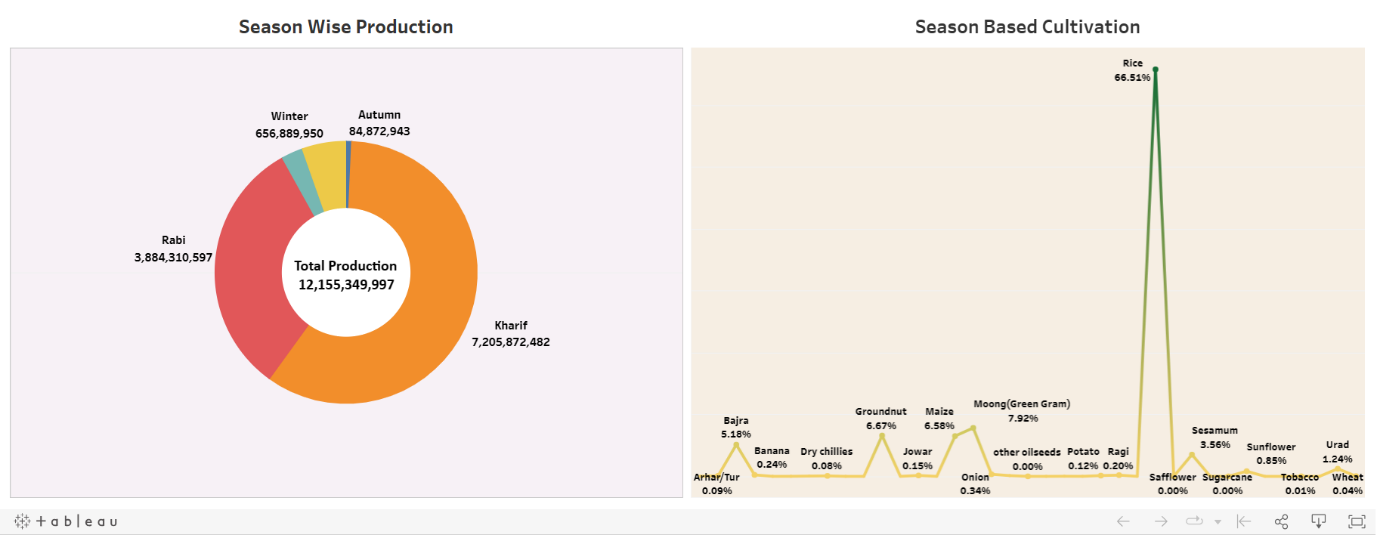 Season Wise Production
Season Based Cultivation
Winter
656,889,950
Autumn
84,872,943
Rabi
3,884,310,597
Total Production
12,155,349,997
Kharif
7,205,872,482
Rice
66.51%
Bajra
5.18%
Banana
0.24%
Dry chillies
0.08%
Groundnut
6.67%
Jowar
0.15%
Maize
6.58%
Moong(Green Gram)
7.92%
other oilseeds
0.00%
Potato
0.12%
Ragi
0.20%
Sesamum
3.56%
Sunflower
0.85%
Urad
1.24%
Arhar/Tur
0.09%
Onion
0.34%
Safflower
0.00%
Sugarcane
0.00%
Tobacco
0.01%
Wheat
0.04%
+ableau